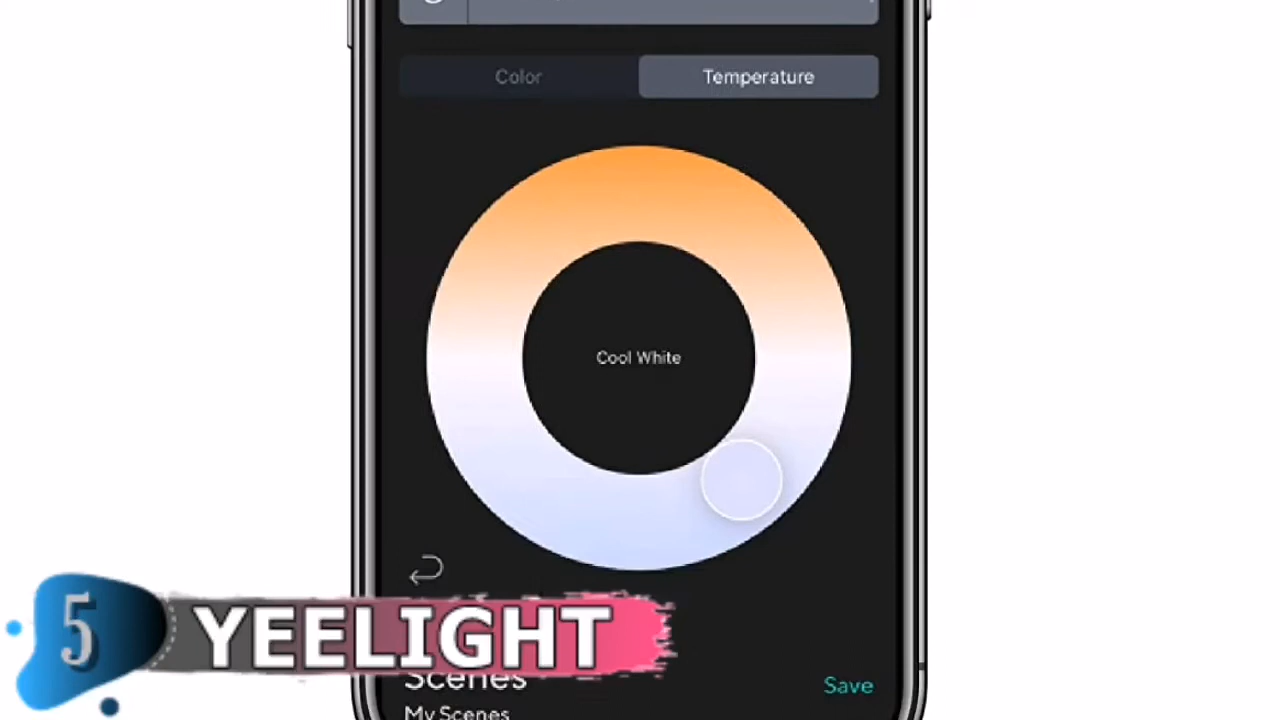 Color
Temperature
Cool White
5
YEELIGHT
Scenes
Save
My Scenes